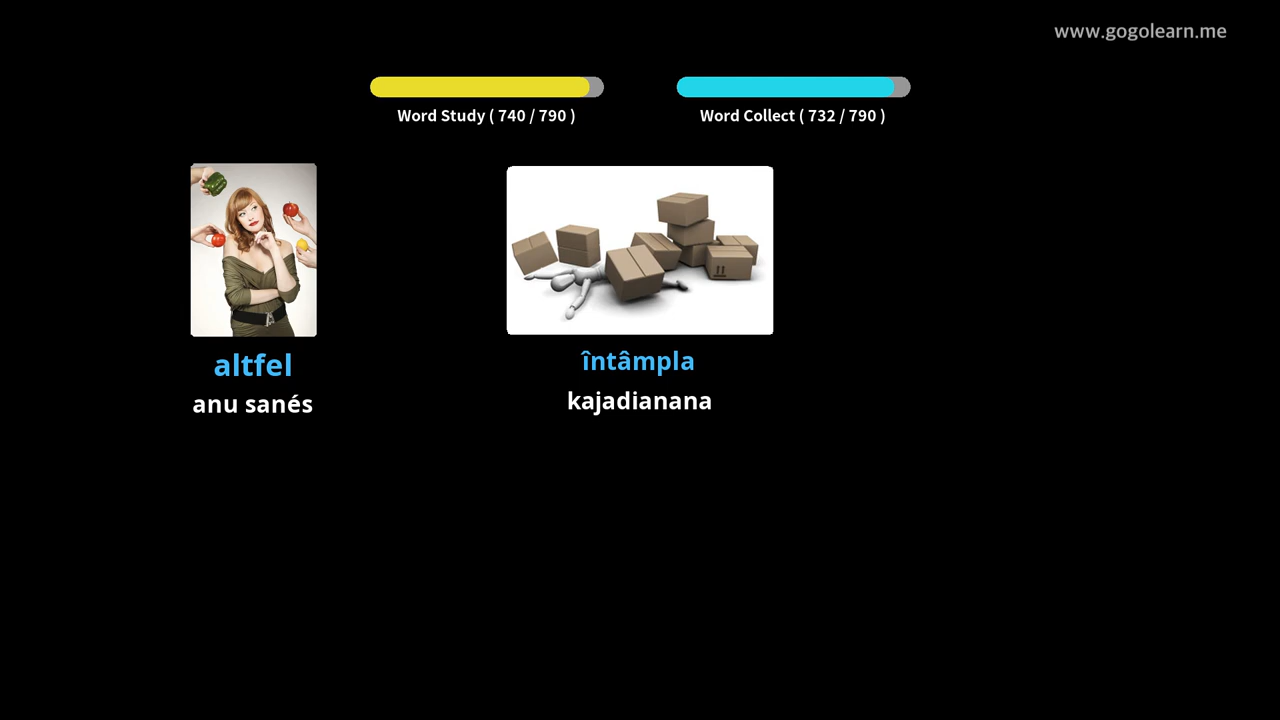 www.gogolearn.me
Word Study ( 740 / 790 )
Word Collect ( 732 / 790 )
altfel
anu sanés
întâmpla
kajadianana